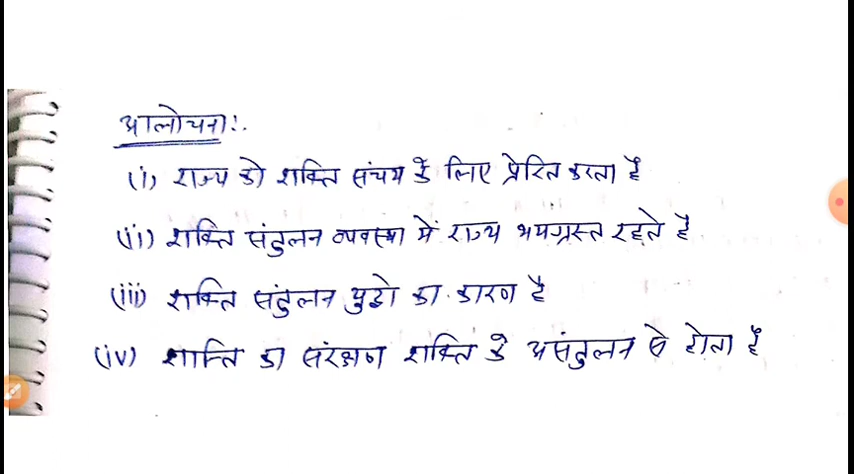 आलोचना:.
(i) राज्य को शक्ति संचय के लिए प्रेरित करता है
(ii) शक्ति संतुलन व्यवस्था में राज्य भयग्रस्त रहते है
(iii) शक्ति संतुलन युद्धो का कारण है
(iv) शान्ति का संरक्षण शक्ति के असंतुलन से होता है